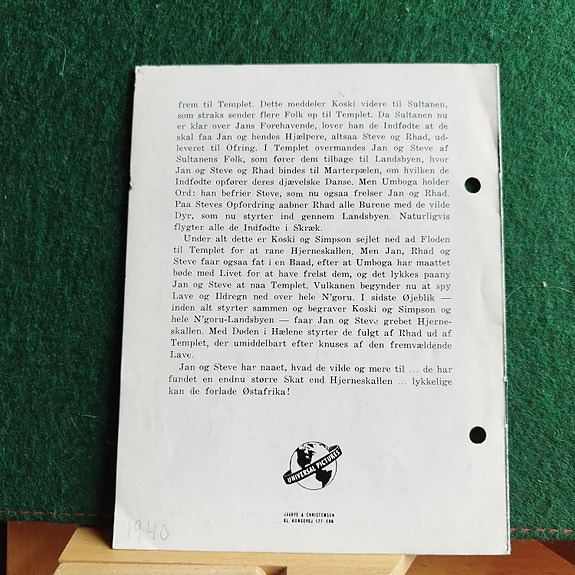 frem til Templet. Dette meddeler Koski videre til Sultanen,
som straks sender flere Folk op til Templet. Da Sultanen nu
er klar over Jans Forehavende, lover han de Indfødte at de
skal faa Jan og hendes Hjælpere, altsaa Steve og Rhad, ud-
leveret til Ofring. I Templet overmandes Jan og Steve af
Sultanens Folk, som fører dem tilbage til Landsbyen, hvor
Jan og Steve og Rhad bindes til Marterpælen, om hvilken de
Indfødte opfører deres djævelske Danse. Men Umboga holder
Ord: han befrier Steve, som nu ogsaa frelser Jan og Rhad.
Paa Steves Opfordring aabner Rhad alle Burene med de vilde
Dyr, som nu styrter ind gennem Landsbyen. Naturligvis
flygter alle de Indfødte i Skræk.
Under alt dette er Koski og Simpson sejlet ned ad Floden
til Templet for at rane Hjerneskallen. Men Jan, Rhad og
Steve faar ogsaa fat i en Baad, efter at Umboga har maattet
bøde med Livet for at have frelst dem, og det lykkes paany
Jan og Steve at naa Templet. Vulkanen begynder nu at spy
Lave og Ildregn ned over hele N'goru. I sidste Øjeblik —
inden alt styrter sammen og begraver Koski og Simpson og
hele N'goru-Landsbyen — faar Jan og Steve grebet Hjerne-
skallen. Med Døden i Hælene styrter de fulgt af Rhad ud af
Templet, der umiddelbart efter knuses af den fremvældende
Lave.
Jan og Steve har naaet, hvad de vilde og mere til ... de har
fundet en endnu større Skat end Hjerneskallen ... lykkelige
kan de forlade Østafrika!
UNIVERSAL PICTURES
& CHRISTENSEN
GL. KONGEVEJ 177 FBG
1940